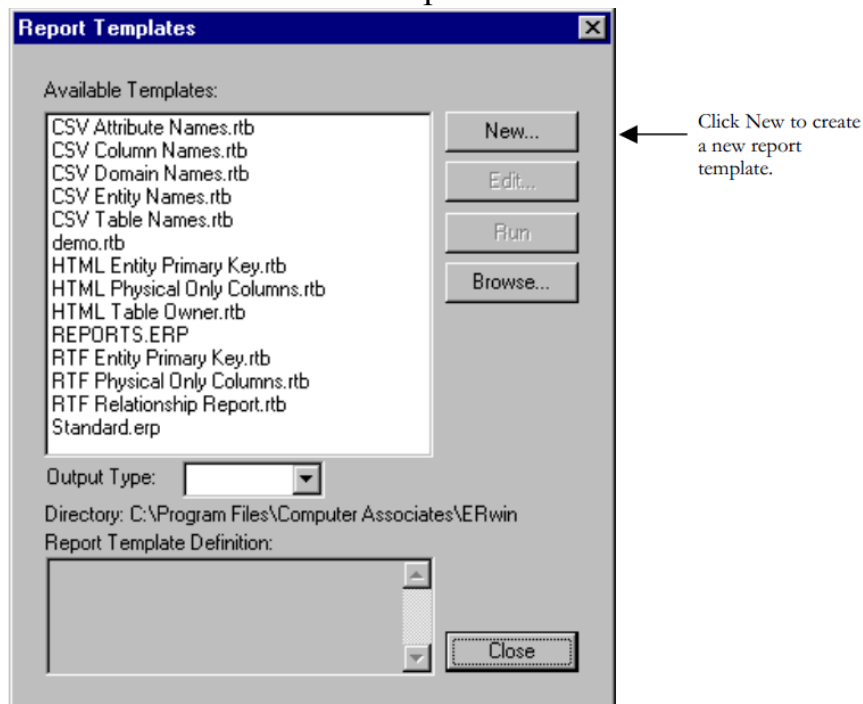 Report Templates
Available Templates:
CSV Attribute Names.rtb
CSV Column Names.rtb
CSV Domain Names.rtb
CSV Entity Names.rtb
CSV Table Names.rtb
demo.rtb
HTML Entity Primary Key.rtb
HTML Physical Only Columns.rtb
HTML Table Owner.rtb
REPORTS.ERP
RTF Entity Primary Key.rtb
RTF Physical Only Columns.rtb
RTF Relationship Report.rtb
Standard.erp
New...
Edit...
Run
Browse...
Click New to create
a new report
template.
Output Type:
Directory: C:\Program Files\Computer Associates\ERwin
Report Template Definition:
Close